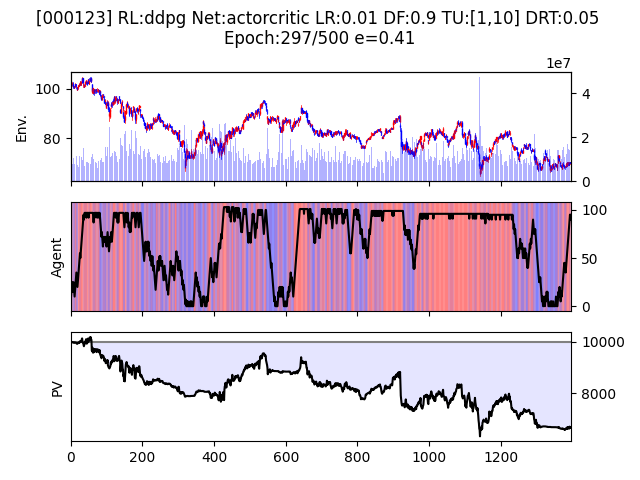 [000123] RL:ddpg Net:actorcritic LR:0.01 DF:0.9 TU:[1,10] DRT:0.05
Epoch:297/500 e=0.41
1e7
100
80
Env.
4
2
0
Agent
100
50
0
PV
10000
8000
0 200 400 600 800 1000 1200